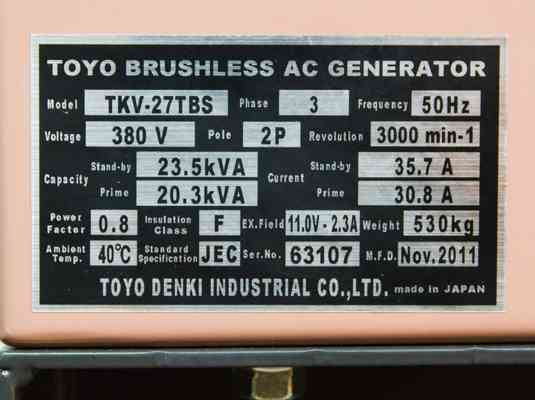 TOYO BRUSHLESS AC GENERATOR
Model TKV-27TBS Phase 3 Frequency 50Hz
Voltage 380 V Pole 2P Revolution 3000 min-1
Capacity Stand-by 23.5kVA Current Stand-by 35.7 A
Prime 20.3kVA Prime 30.8 A
Power Factor 0.8 Insulation Class F EX.Field 11.0V - 2.3A Weight 530kg
Ambient Temp. 40℃ Standard Specification JEC Ser.No. 63107 M.F.D. Nov.2011
TOYO DENKI INDUSTRIAL CO.,LTD. made in JAPAN